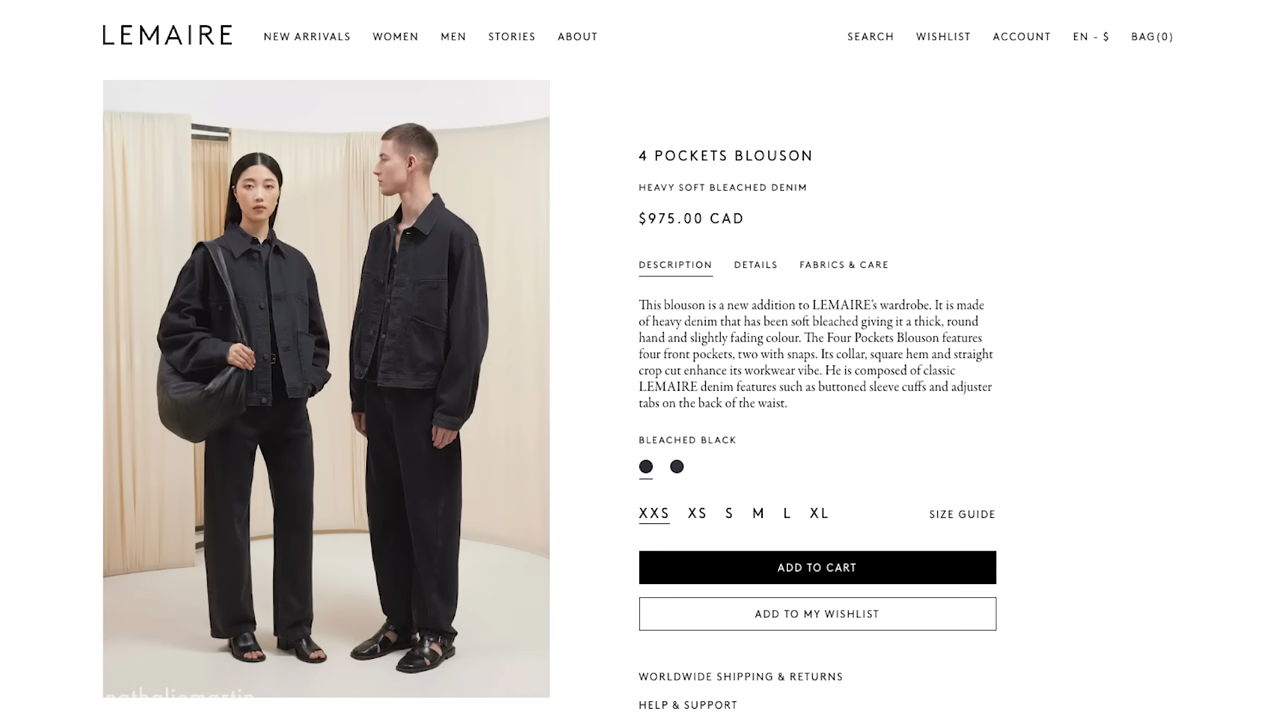 LEMAIRE NEW ARRIVALS WOMEN MEN STORIES ABOUT SEARCH WISHLIST ACCOUNT EN - $ BAG(0)
4 POCKETS BLOUSON
HEAVY SOFT BLEACHED DENIM
$975.00 CAD
DESCRIPTION DETAILS FABRICS & CARE
This blouson is a new addition to LEMAIRE's wardrobe. It is made
of heavy denim that has been soft bleached giving it a thick, round
hand and slightly fading colour. The Four Pockets Blouson features
four front pockets, two with snaps. Its collar, square hem and straight
crop cut enhance its workwear vibe. He is composed of classic
LEMAIRE denim features such as buttoned sleeve cuffs and adjuster
tabs on the back of the waist.
BLEACHED BLACK
XXS XS S M L XL SIZE GUIDE
ADD TO CART
ADD TO MY WISHLIST
nathaliemartin
WORLDWIDE SHIPPING & RETURNS
HELP & SUPPORT